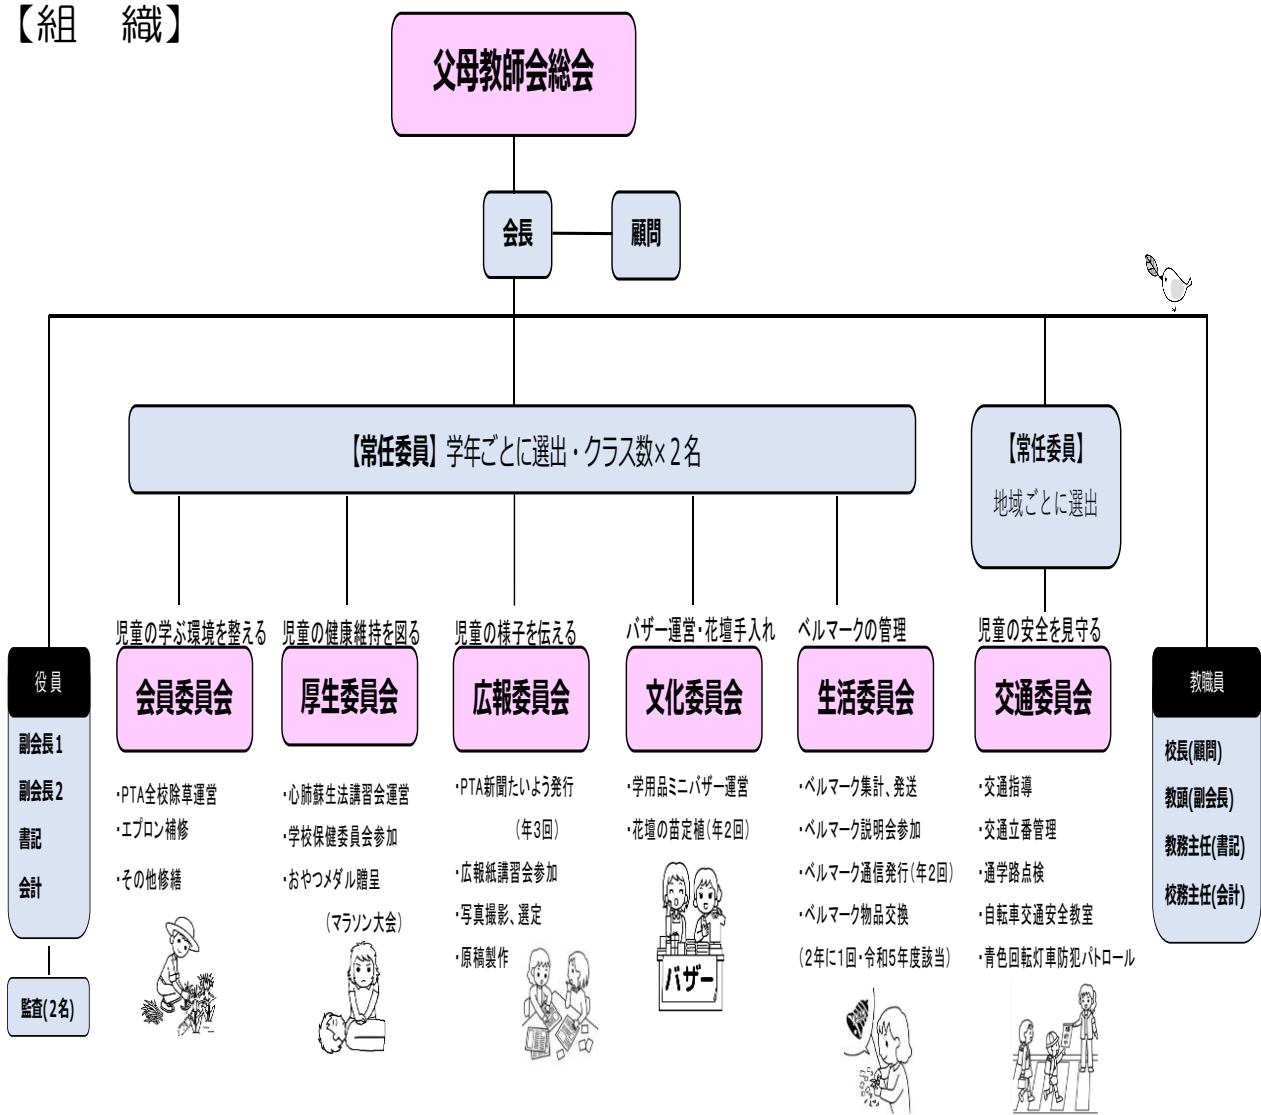 【組　織】
父母教師会総会
会長
顧問
【常任委員】学年ごとに選出・クラス数×２名
【常任委員】
地域ごとに選出
役員
副会長1
副会長2
書記
会計
監査(2名)
児童の学ぶ環境を整える
会員委員会
・PTA全校除草運営
・エプロン補修
・その他修繕
児童の健康維持を図る
厚生委員会
・心肺蘇生法講習会運営
・学校保健委員会参加
・おやつメダル贈呈
(マラソン大会)
児童の様子を伝える
広報委員会
・PTA新聞たいよう発行
(年3回)
・広報紙講習会参加
・写真撮影、選定
・原稿製作
バザー運営・花壇手入れ
文化委員会
・学用品ミニバザー運営
・花壇の苗定植(年2回)
バザー
ベルマークの管理
生活委員会
・ベルマーク集計、発送
・ベルマーク説明会参加
・ベルマーク通信発行(年2回)
・ベルマーク物品交換
(2年に1回・令和5年度該当)
児童の安全を見守る
交通委員会
・交通指導
・交通立番管理
・通学路点検
・自転車交通安全教室
・青色回転灯車防犯パトロール
教職員
校長(顧問)
教頭(副会長)
教務主任(書記)
校務主任(会計)